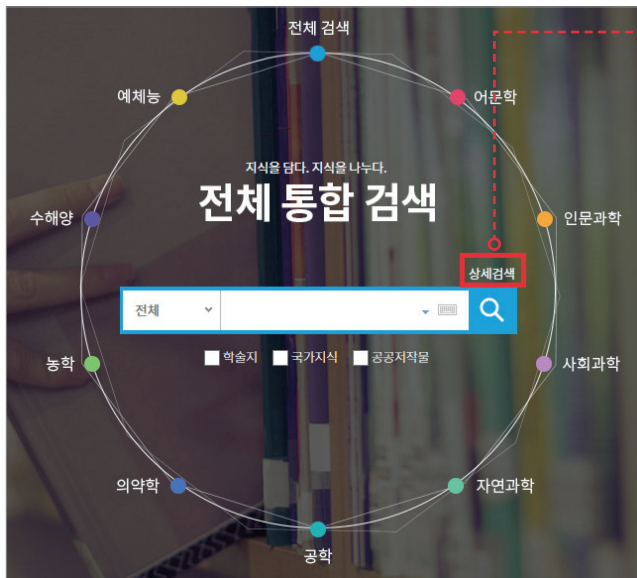 전체 검색
예체능
어문학
지식을 담다. 지식을 나누다.
전체 통합 검색
수해양
인문과학
상세검색
전체
학술지 국가지식 공공저작물
농학
사회과학
의약학
자연과학
공학